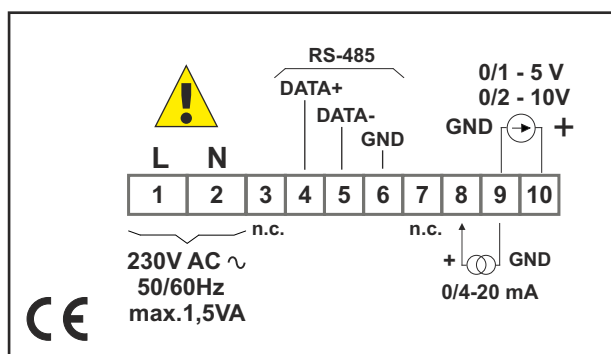 RS-485
0/1 - 5 V
0/2 - 10V
DATA+
DATA-
GND
GND +
L N
1 2 3 4 5 6 7 8 9 10
n.c. n.c.
230V AC ∿
50/60Hz
max.1,5VA
+ GND
0/4-20 mA
CE